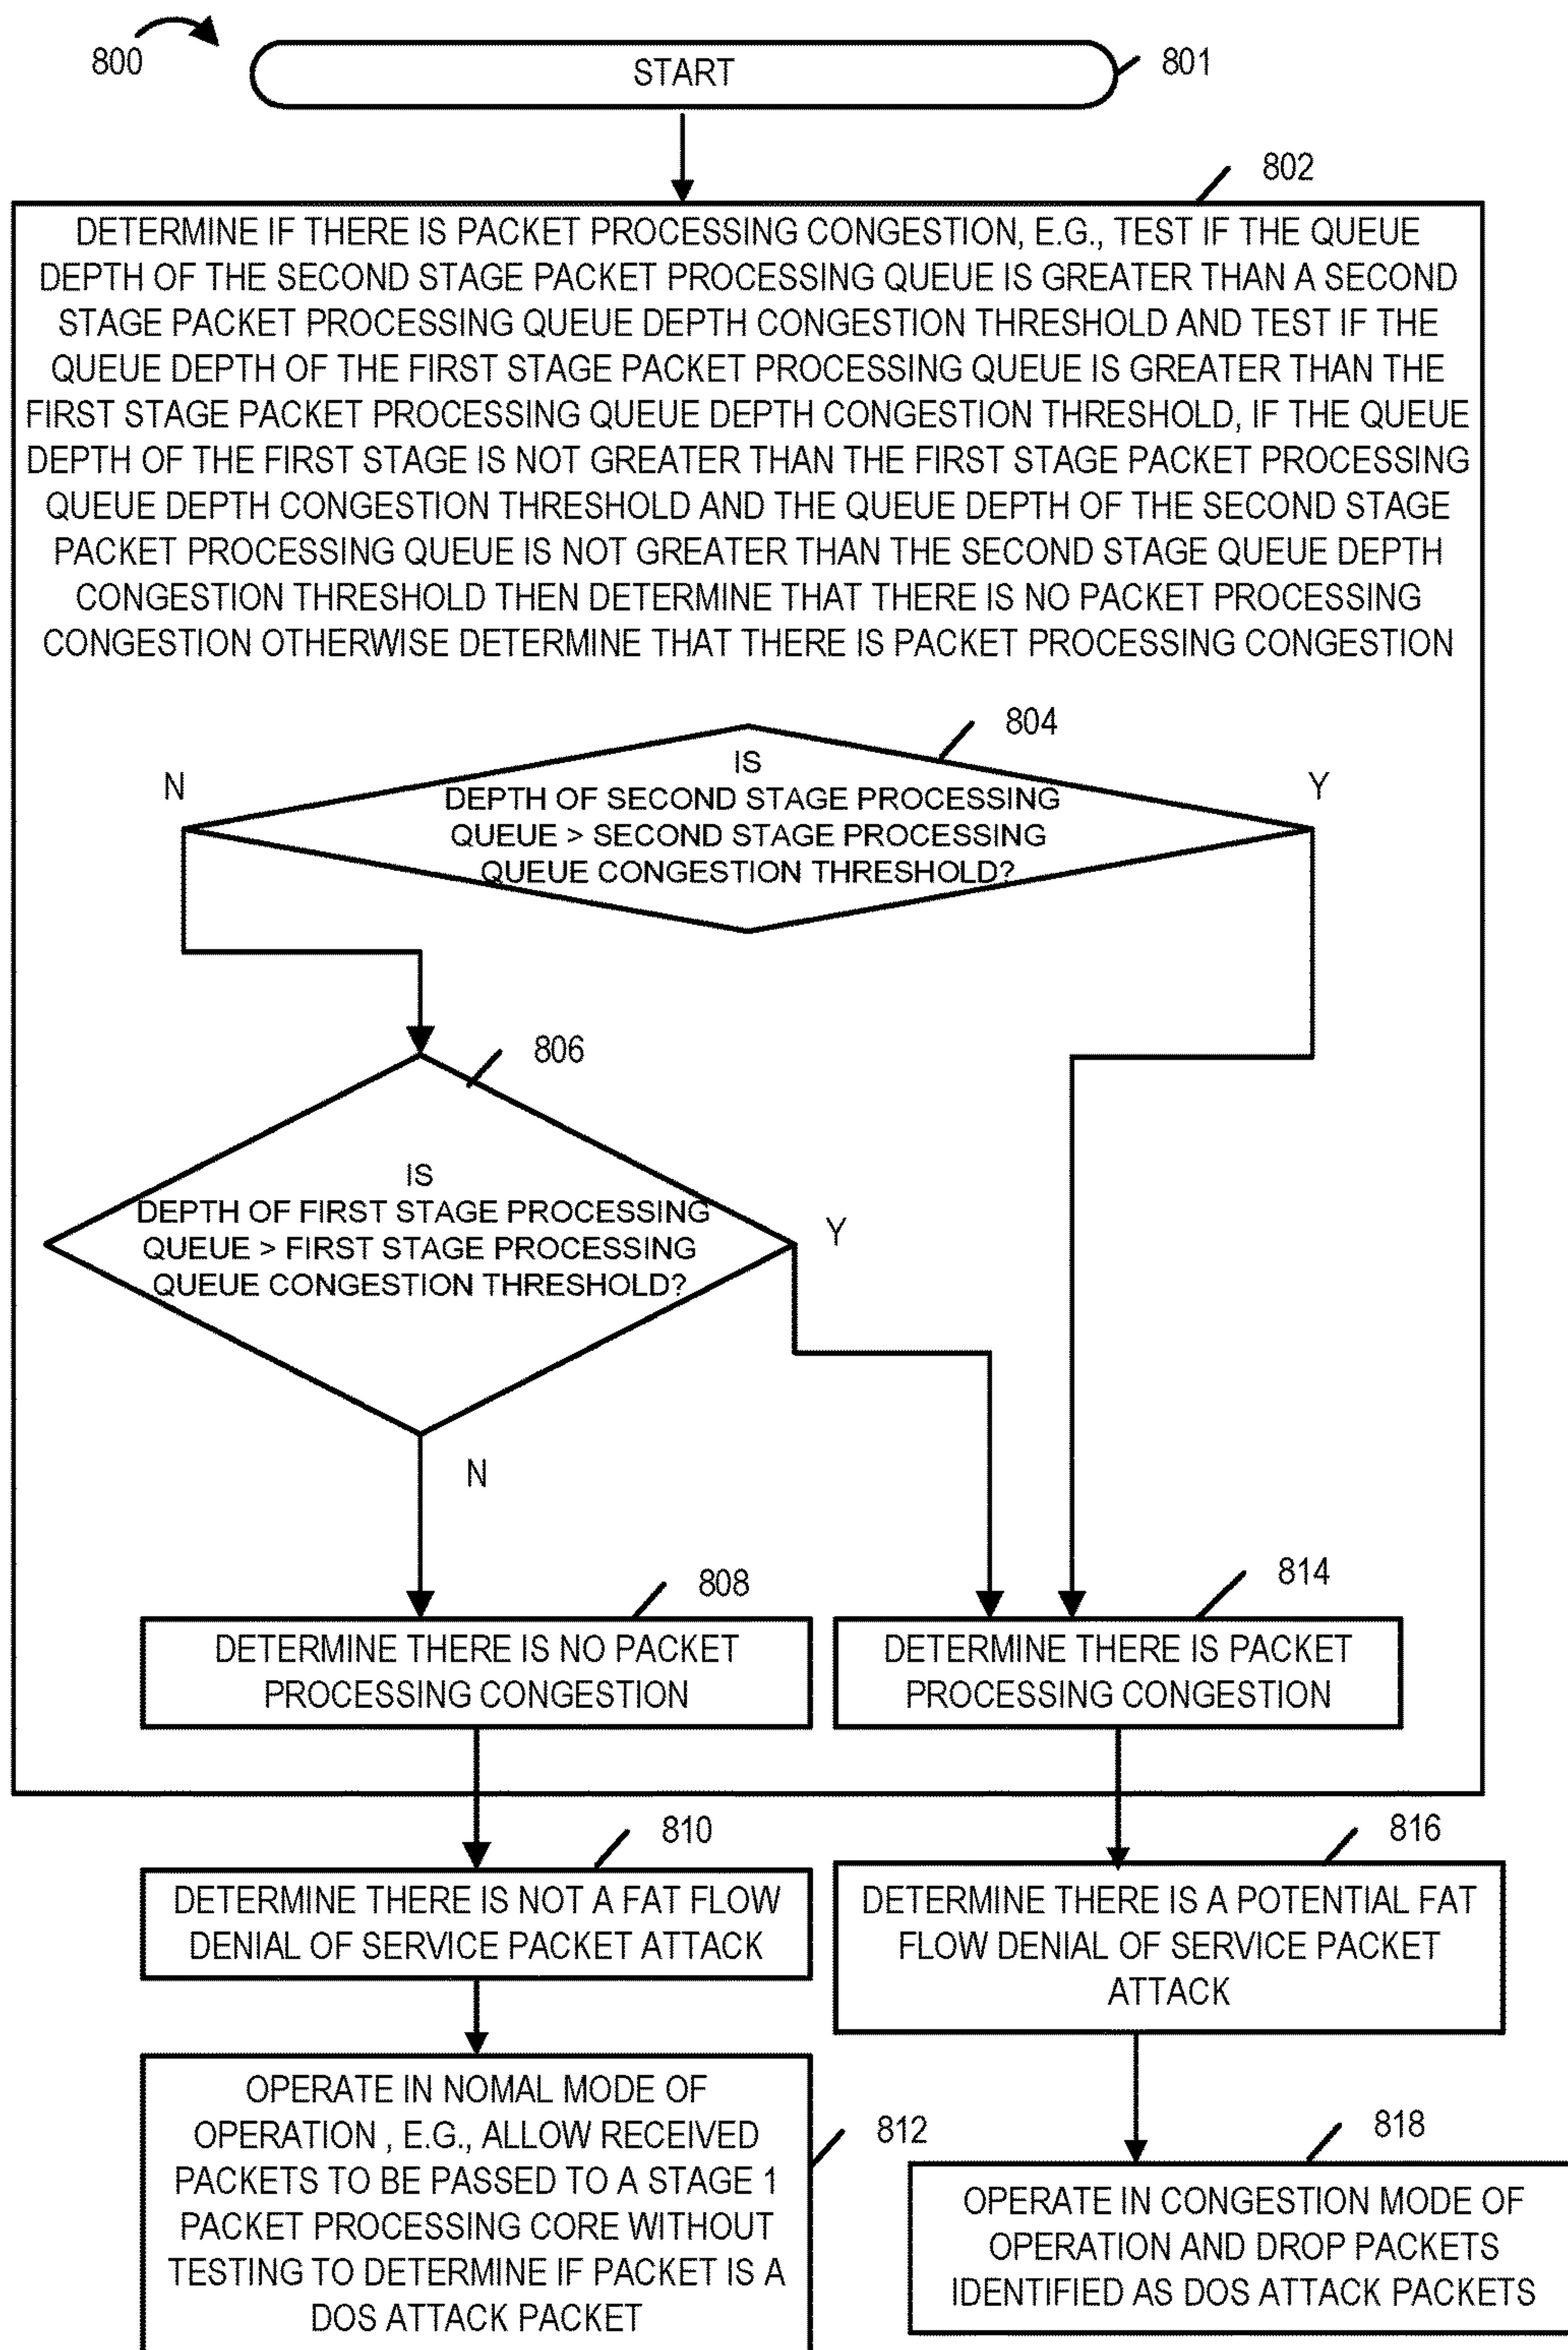 800
START
801
802
DETERMINE IF THERE IS PACKET PROCESSING CONGESTION, E.G., TEST IF THE QUEUE
DEPTH OF THE SECOND STAGE PACKET PROCESSING QUEUE IS GREATER THAN A SECOND
STAGE PACKET PROCESSING QUEUE DEPTH CONGESTION THRESHOLD AND TEST IF THE
QUEUE DEPTH OF THE FIRST STAGE PACKET PROCESSING QUEUE IS GREATER THAN THE
FIRST STAGE PACKET PROCESSING QUEUE DEPTH CONGESTION THRESHOLD, IF THE QUEUE
DEPTH OF THE FIRST STAGE IS NOT GREATER THAN THE FIRST STAGE PACKET PROCESSING
QUEUE DEPTH CONGESTION THRESHOLD AND THE QUEUE DEPTH OF THE SECOND STAGE
PACKET PROCESSING QUEUE IS NOT GREATER THAN THE SECOND STAGE QUEUE DEPTH
CONGESTION THRESHOLD THEN DETERMINE THAT THERE IS NO PACKET PROCESSING
CONGESTION OTHERWISE DETERMINE THAT THERE IS PACKET PROCESSING CONGESTION
804
N
Y
IS
DEPTH OF SECOND STAGE PROCESSING
QUEUE > SECOND STAGE PROCESSING
QUEUE CONGESTION THRESHOLD?
806
IS
DEPTH OF FIRST STAGE PROCESSING
QUEUE > FIRST STAGE PROCESSING
QUEUE CONGESTION THRESHOLD?
Y
N
808
DETERMINE THERE IS NO PACKET
PROCESSING CONGESTION
814
DETERMINE THERE IS PACKET
PROCESSING CONGESTION
810
DETERMINE THERE IS NOT A FAT FLOW
DENIAL OF SERVICE PACKET ATTACK
816
DETERMINE THERE IS A POTENTIAL FAT
FLOW DENIAL OF SERVICE PACKET
ATTACK
OPERATE IN NOMAL MODE OF
OPERATION , E.G., ALLOW RECEIVED
PACKETS TO BE PASSED TO A STAGE 1
PACKET PROCESSING CORE WITHOUT
TESTING TO DETERMINE IF PACKET IS A
DOS ATTACK PACKET
812
818
OPERATE IN CONGESTION MODE OF
OPERATION AND DROP PACKETS
IDENTIFIED AS DOS ATTACK PACKETS